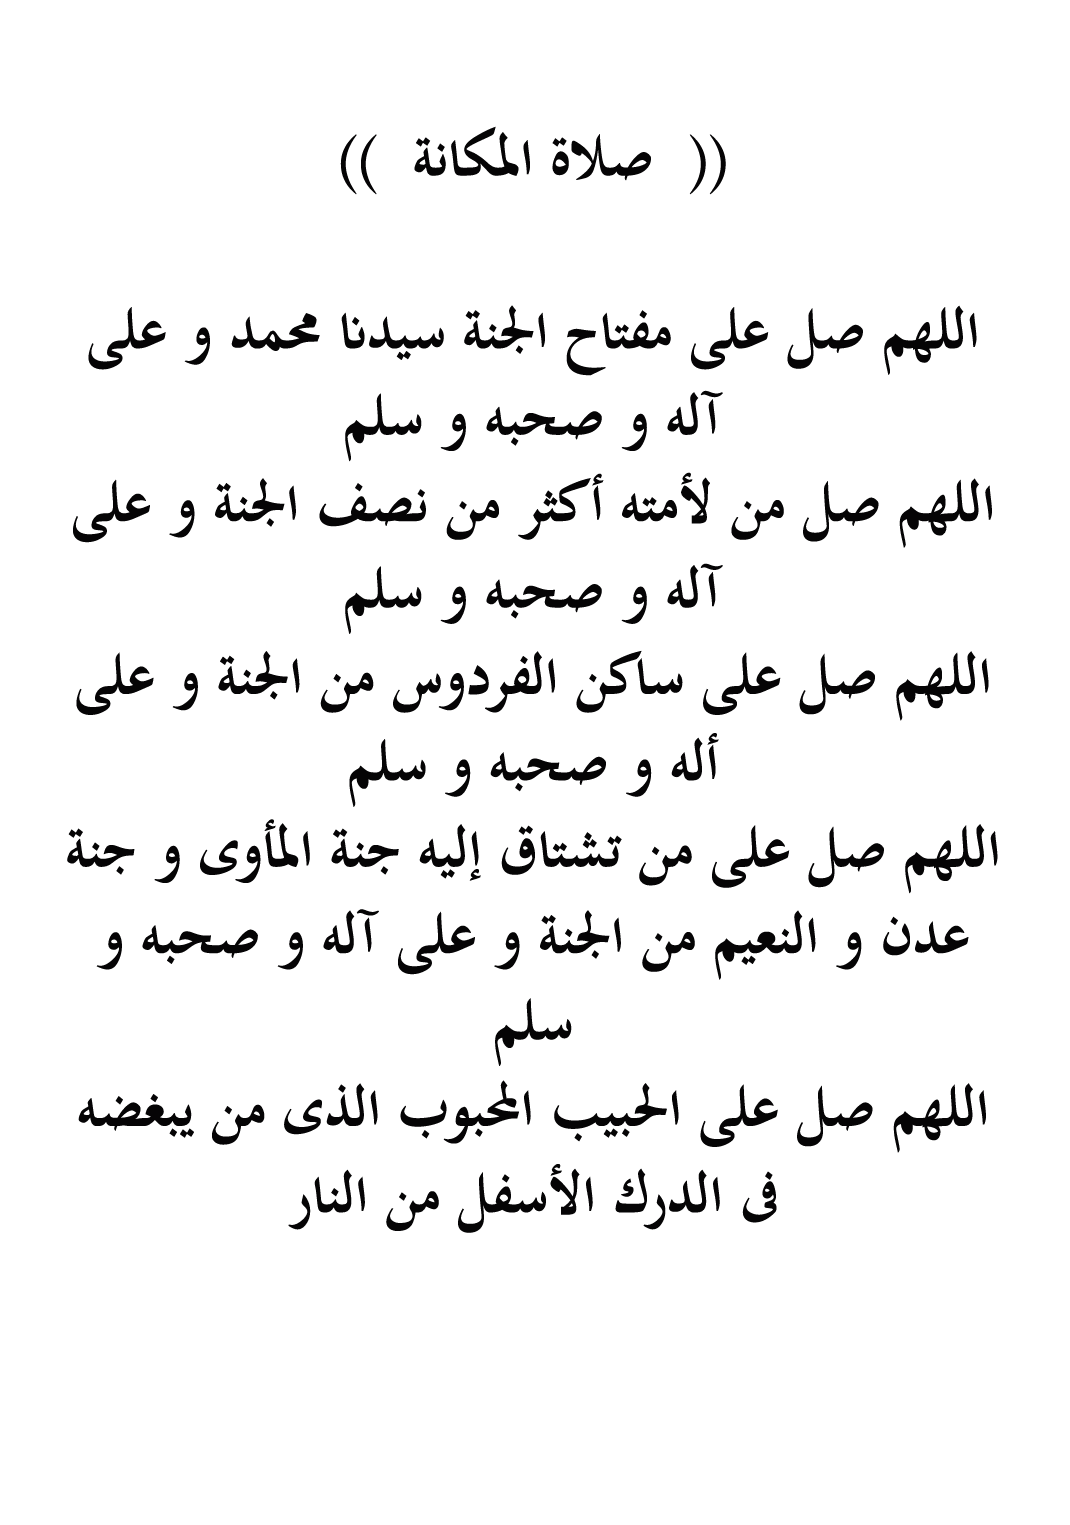 (( صلاة المكانة ))
اللهم صل على مفتاح الجنة سيدنا محمد و على
آله و صحبه و سلم
اللهم صل من لأمته أكثر من نصف الجنة و على
آله و صحبه و سلم
اللهم صل على ساكن الفردوس من الجنة و على
أله و صحبه و سلم
اللهم صل على من تشتاق إليه جنة المأوى و جنة
عدن و النعيم من الجنة و على آله و صحبه و
سلم
اللهم صل على الحبيب المحبوب الذى من يبغضه
فى الدرك الأسفل من النار